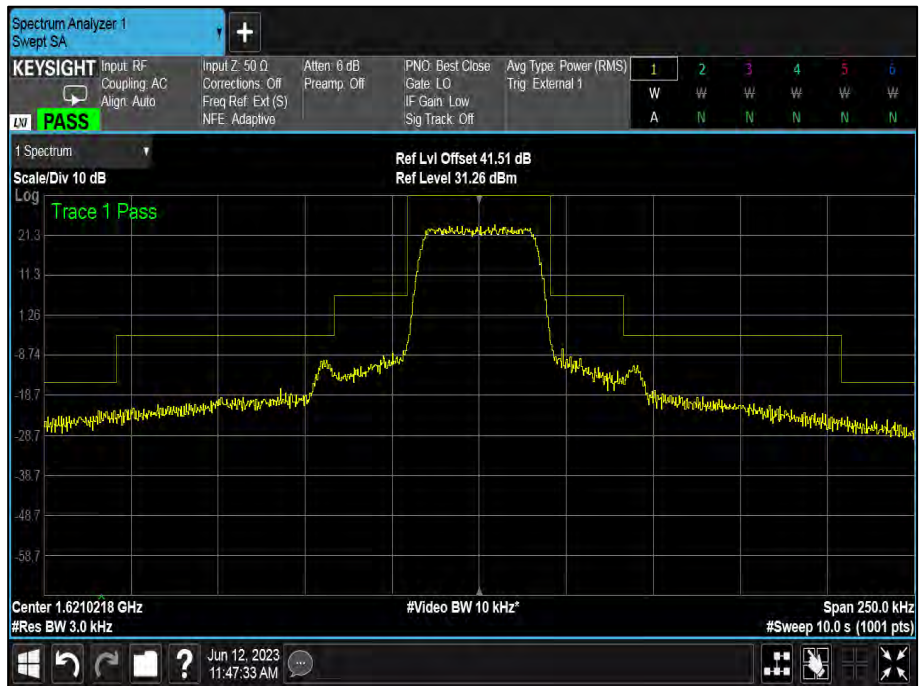 Spectrum Analyzer 1
Swept SA
KEYSIGHT Input: RF Input Z: 50 Ω Atten: 6 dB PNO: Best Close Avg Type: Power (RMS) 1 2 3 4 5 6
Coupling: AC Corrections: Off Preamp: Off Gate: LO Trig: External 1 W W W W W W
Align: Auto Freq Ref: Ext (S) IF Gain: Low
LXI PASS NFE: Adaptive Sig Track: Off A N N N N N
1 Spectrum Ref Lvl Offset 41.51 dB
Scale/Div 10 dB Ref Level 31.26 dBm
Log
Trace 1 Pass
21.3
11.3
1.26
-8.74
-18.7
-28.7
-38.7
-48.7
-58.7
Center 1.6210218 GHz #Video BW 10 kHz* Span 250.0 kHz
#Res BW 3.0 kHz #Sweep 10.0 s (1001 pts)
? Jun 12, 2023
11:47:33 AM